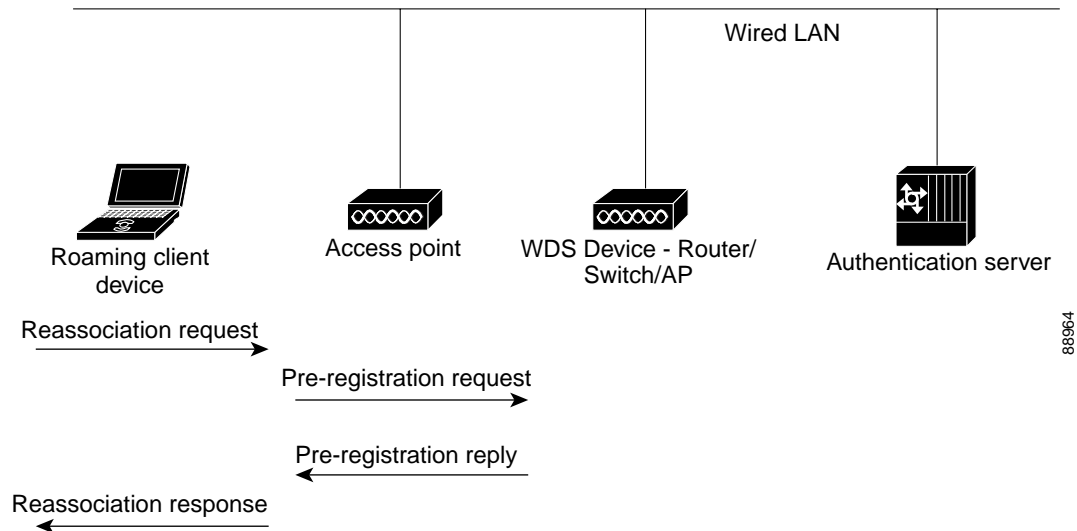 Wired LAN
Roaming client
device
Access point
WDS Device - Router/
Switch/AP
Authentication server
88964
Reassociation request
Pre-registration request
Pre-registration reply
Reassociation response